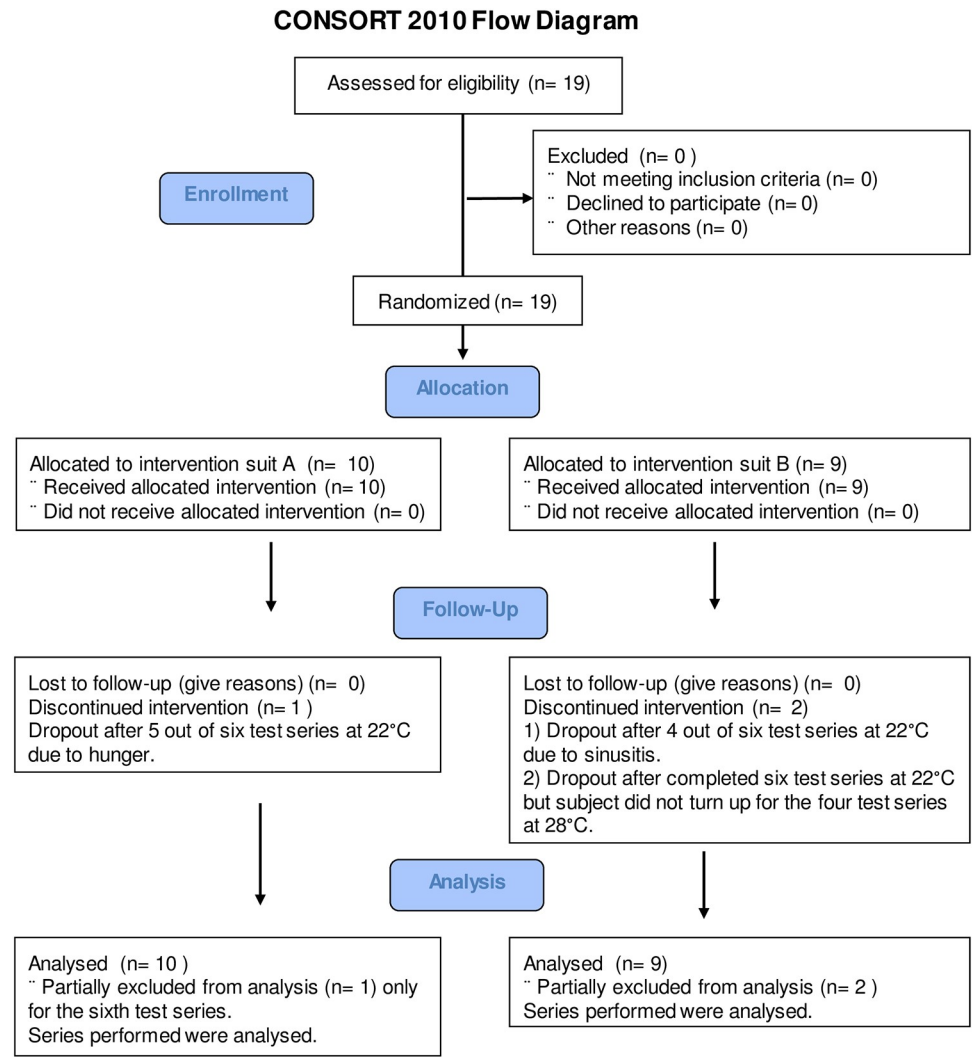 CONSORT 2010 Flow Diagram
Assessed for eligibility (n= 19)
Excluded (n= 0 )
¨ Not meeting inclusion criteria (n= 0)
¨ Declined to participate (n= 0)
¨ Other reasons (n= 0)
Enrollment
Randomized (n= 19)
Allocation
Allocated to intervention suit A (n= 10)
¨ Received allocated intervention (n= 10)
¨ Did not receive allocated intervention (n= 0)
Allocated to intervention suit B (n= 9)
¨ Received allocated intervention (n= 9)
¨ Did not receive allocated intervention (n= 0)
Follow-Up
Lost to follow-up (give reasons) (n= 0)
Discontinued intervention (n= 1 )
Dropout after 5 out of six test series at 22°C
due to hunger.
Lost to follow-up (give reasons) (n= 0)
Discontinued intervention (n= 2)
1) Dropout after 4 out of six test series at 22°C
due to sinusitis.
2) Dropout after completed six test series at 22°C
but subject did not turn up for the four test series
at 28°C.
Analysis
Analysed (n= 10 )
¨ Partially excluded from analysis (n= 1) only
for the sixth test series.
Series performed were analysed.
Analysed (n= 9)
¨ Partially excluded from analysis (n= 2 )
Series performed were analysed.